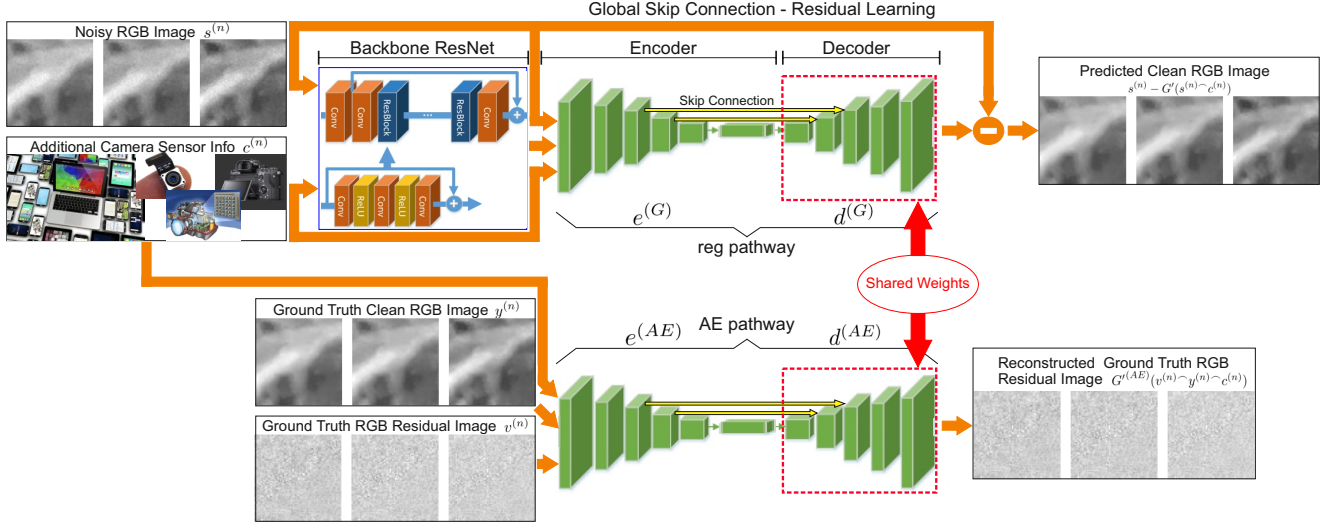 Global Skip Connection - Residual Learning
Noisy RGB Image s^{(n)}
Backbone ResNet
Encoder
Decoder
Conv
Conv
ResBlock
...
ResBlock
Conv
+
Skip Connection
Predicted Clean RGB Image
s^{(n)} − G′(s^{(n)⌢}c^{(n)})
Additional Camera Sensor Info c^{(n)}
Conv
ReLU
Conv
ReLU
Conv
+
e^{(G)}
d^{(G)}
reg pathway
Shared Weights
Ground Truth Clean RGB Image y^{(n)}
AE pathway
e^{(AE)}
d^{(AE)}
Reconstructed Ground Truth RGB
Residual Image G′^{(AE)}(v^{(n)⌢}y^{(n)⌢}c^{(n)})
Ground Truth RGB Residual Image v^{(n)}